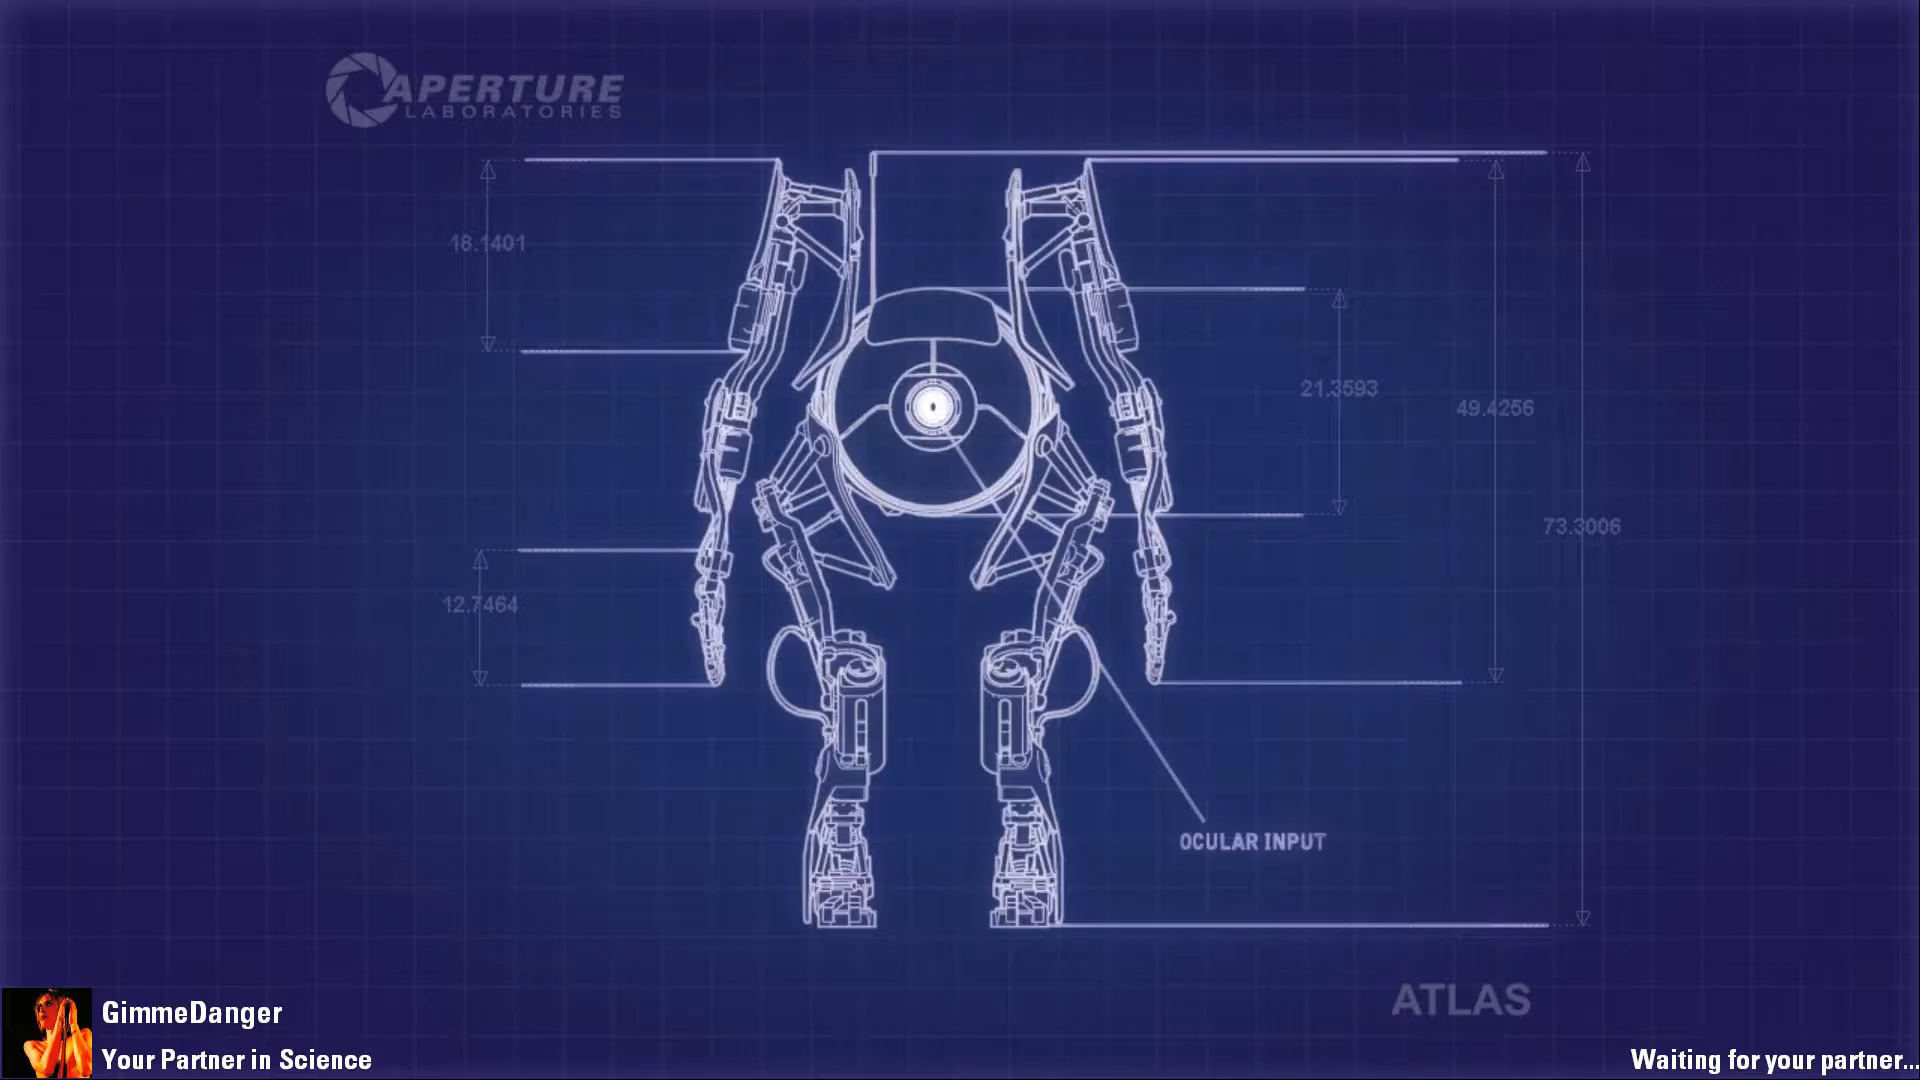 APERTURE
LABORATORIES
18.1401
21.3593
49.4256
73.3006
12.7464
OCULAR INPUT
ATLAS
GimmeDanger
Your Partner in Science
Waiting for your partner...